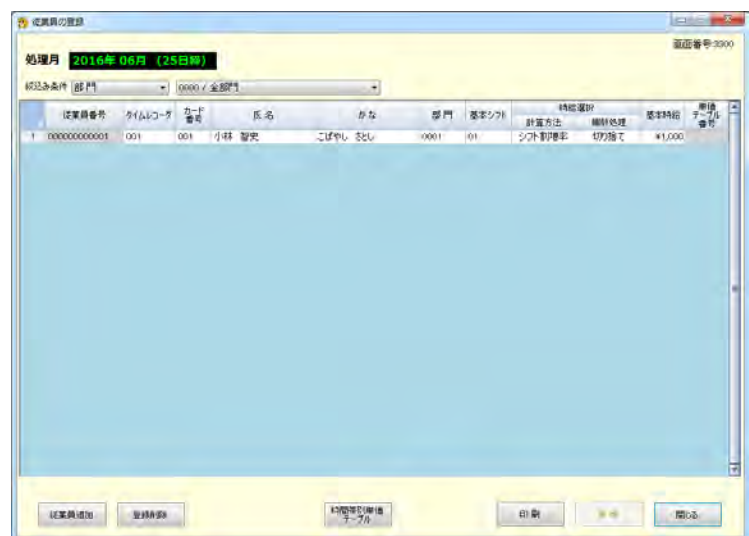 従業員の登録
画面番号:3300
処理月 2016年 06月 (25日締)
絞込み条件 部門 0000 / 全部門
従業員番号 タイムレコーダ カード番号 氏 名 か な 部 門 基本シフト 時給選択 計算方法 端数処理 基本時給 単価テーブル番号
1 000000000001 001 001 小林 智史 こばやし さとし 0001 01 シフト割増率 切り捨て ¥1,000
従業員追加 登録削除 時間帯別単価テーブル 印 刷 閉じる